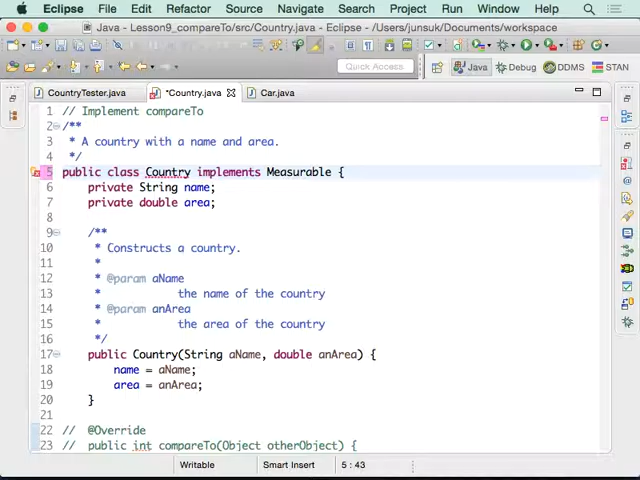 Eclipse File Edit Refactor Source Navigate Search Project Run Window
Java - Lesson9_compareTo/src/Country.java - Eclipse - /Users/junsuk/Documents/workspace
Quick Access Java Debug DDMS STAN
CountryTester.java *Country.java Car.java
1 // Implement compareTo
2 /**
3 * A country with a name and area.
4 */
5 public class Country implements Measurable {
6 private String name;
7 private double area;
8
9 /**
10 * Constructs a country.
11 *
12 * @param aName
13 * the name of the country
14 * @param anArea
15 * the area of the country
16 */
17 public Country(String aName, double anArea) {
18 name = aName;
19 area = anArea;
20 }
21
22 // @Override
23 // public int compareTo(Object otherObject) {
Writable Smart Insert 5 : 43